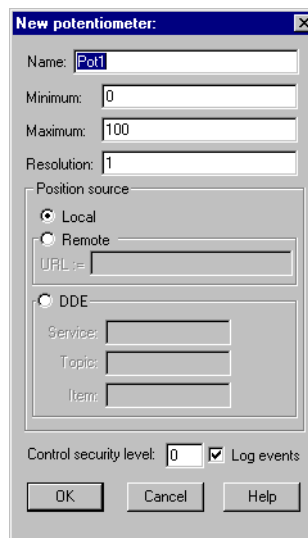 New potentiometer:
Name: Pot1
Minimum: 0
Maximum: 100
Resolution: 1
Position source
Local
Remote
URL :=
DDE
Service:
Topic:
Item:
Control security level: 0 Log events
OK Cancel Help